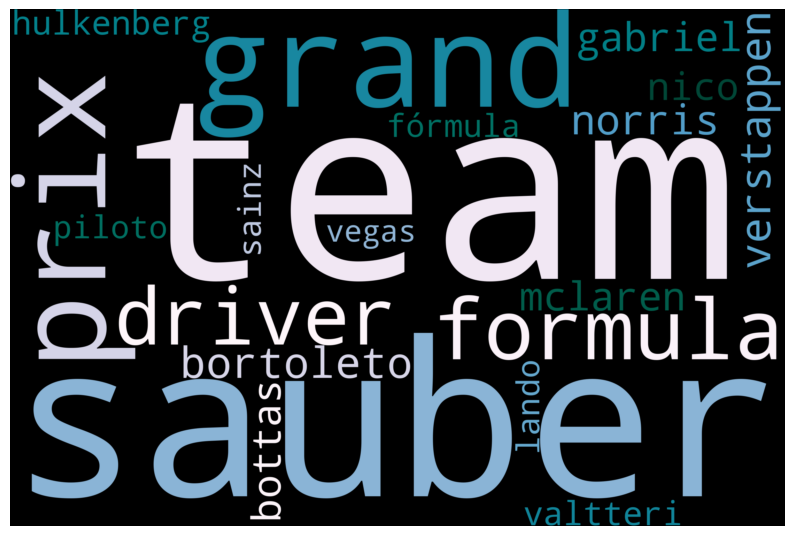 hulkenberg
grand
gabriel
verstappen
nico
prix
norris
fórmula
team
sainz
piloto
vegas
mclaren
driver
formula
bortoleto
sauber
bottas
lando
valtteri